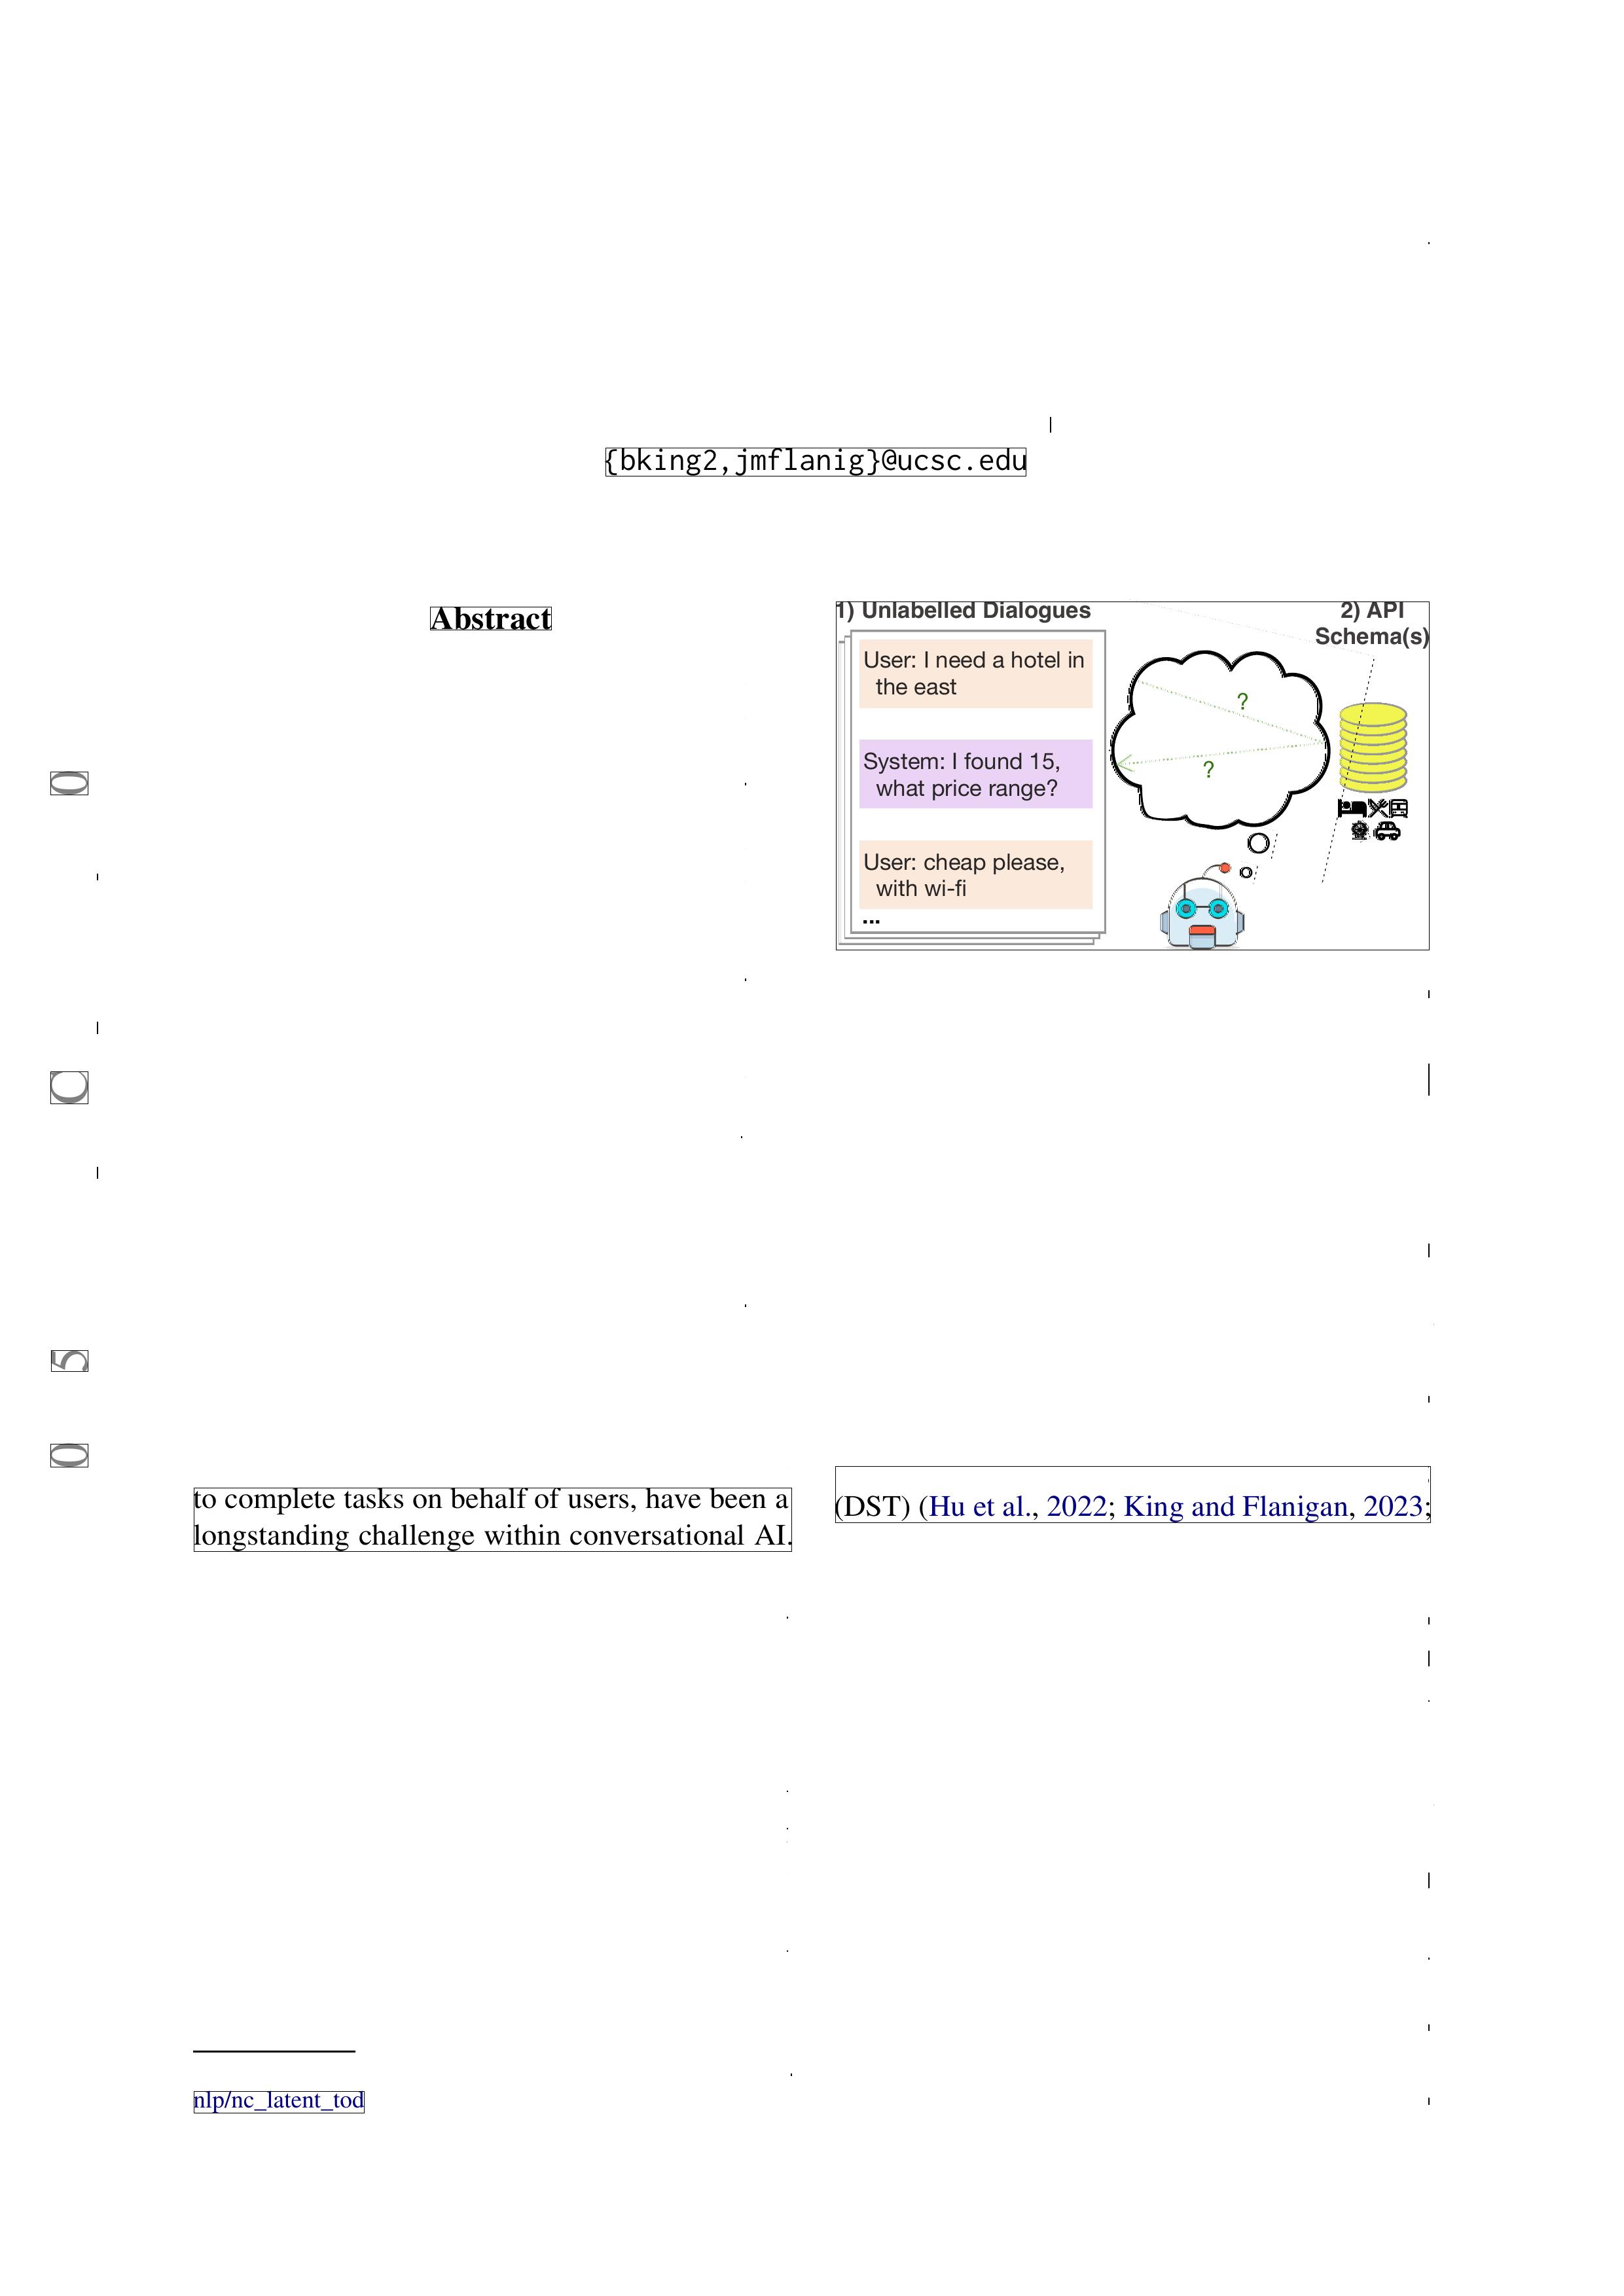 {bking2,jmflanig}@ucsc.edu
Abstract
to complete tasks on behalf of users, have been a
longstanding challenge within conversational AI.
nlp/nc_latent_tod
1) Unlabelled Dialogues
User: I need a hotel in
the east
System: I found 15,
what price range?
User: cheap please,
with wi-fi
...
2) API
Schema(s)
?
?
(DST) (Hu et al., 2022; King and Flanigan, 2023;
0
5
0